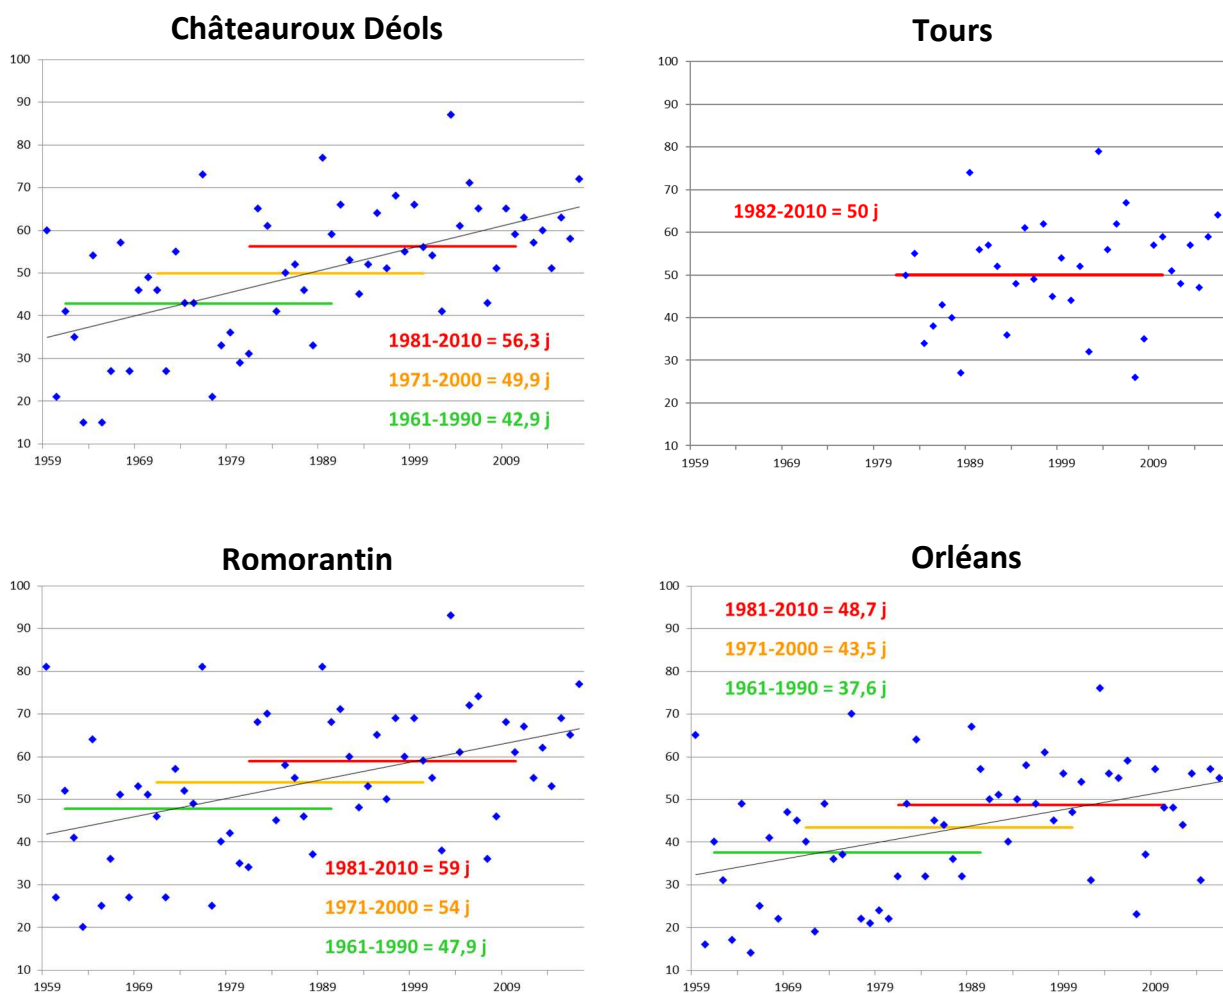 Châteauroux Déols
100
90
80
70
60
50
40
30
20
10
1959 1969 1979 1989 1999 2009
1981-2010 = 56,3 j
1971-2000 = 49,9 j
1961-1990 = 42,9 j
Tours
100
90
80
70
60
50
40
30
20
10
1959 1969 1979 1989 1999 2009
1982-2010 = 50 j
Romorantin
100
90
80
70
60
50
40
30
20
10
1959 1969 1979 1989 1999 2009
1981-2010 = 59 j
1971-2000 = 54 j
1961-1990 = 47,9 j
Orléans
100
90
80
70
60
50
40
30
20
10
1959 1969 1979 1989 1999 2009
1981-2010 = 48,7 j
1971-2000 = 43,5 j
1961-1990 = 37,6 j